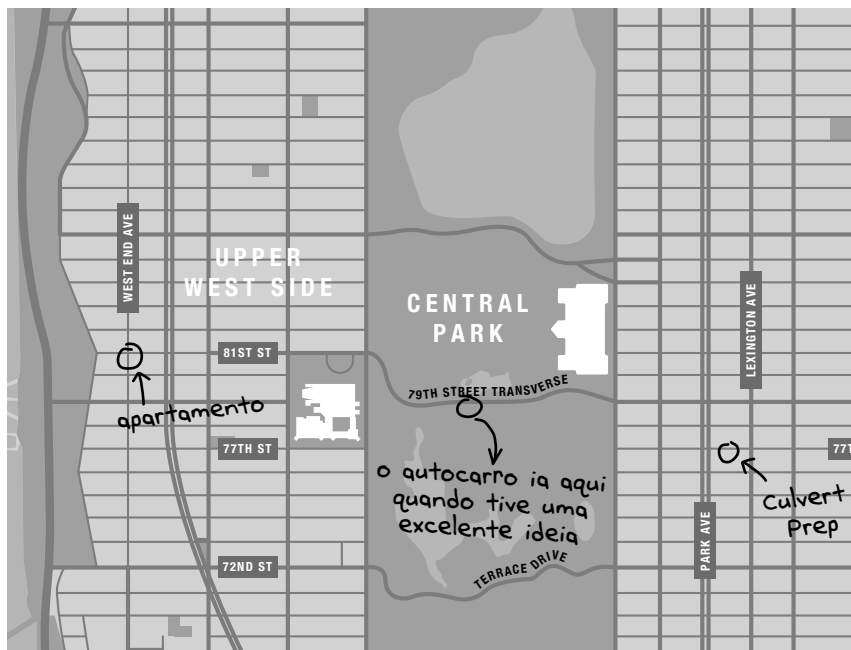 WEST END AVE
UPPER
WEST SIDE
CENTRAL
PARK
LEXINGTON AVE
81ST ST
79TH STREET TRANSVERSE
apartamento
77TH ST
77T
o autocarro ia aqui
quando tive uma
excelente ideia
Culvert
Prep
PARK AVE
72ND ST
TERRACE DRIVE